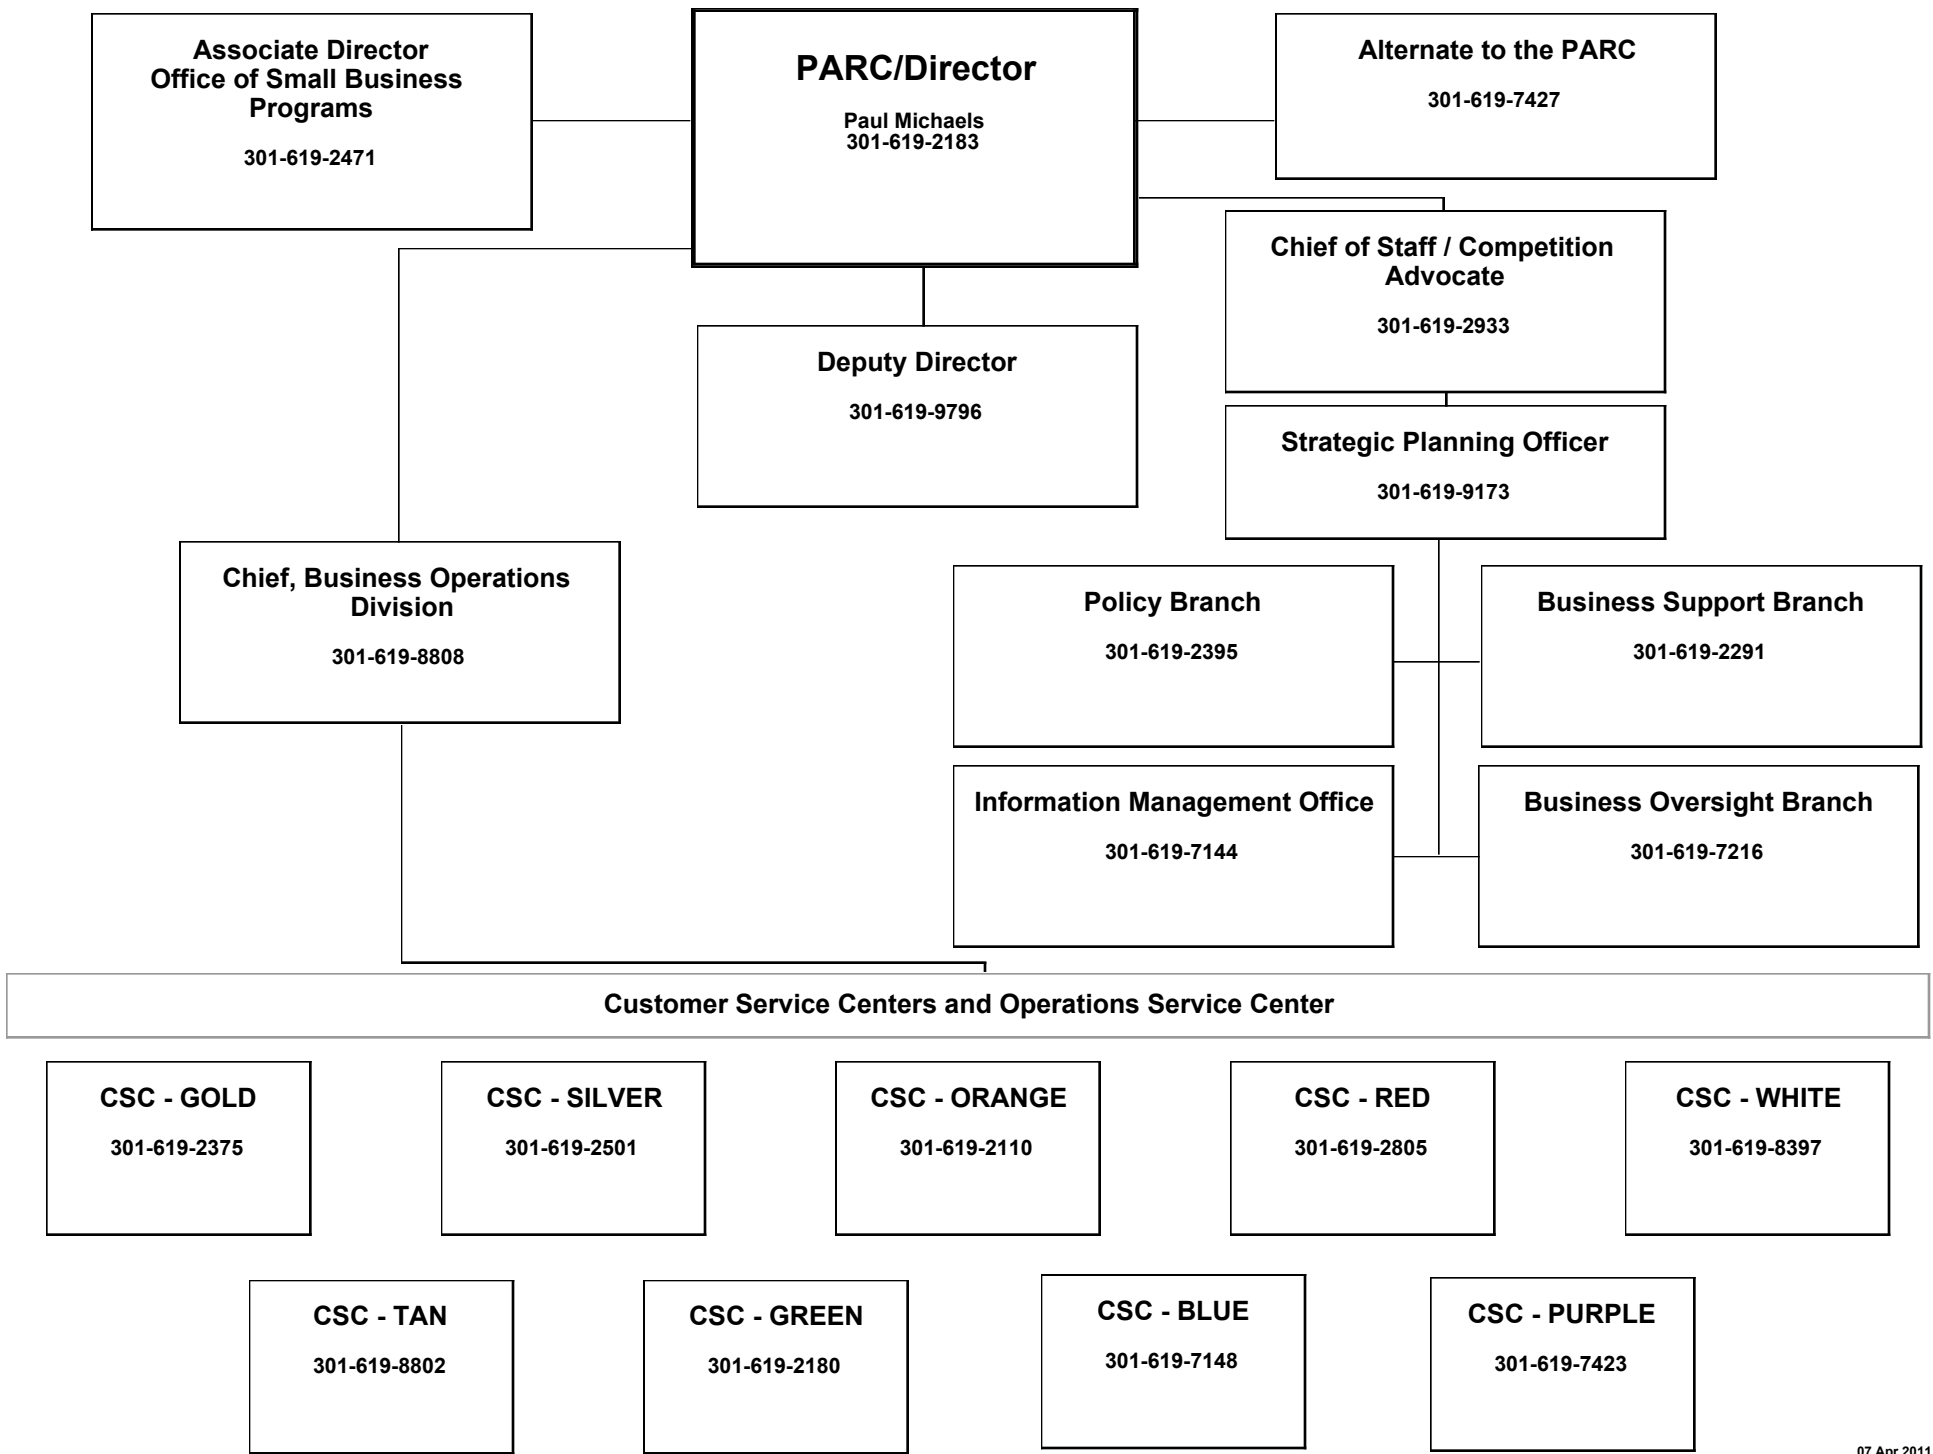 Associate Director
Office of Small Business
Programs
301-619-2471
PARC/Director
Paul Michaels
301-619-2183
Alternate to the PARC
301-619-7427
Chief of Staff / Competition
Advocate
301-619-2933
Deputy Director
301-619-9796
Strategic Planning Officer
301-619-9173
Chief, Business Operations
Division
301-619-8808
Policy Branch
301-619-2395
Business Support Branch
301-619-2291
Information Management Office
301-619-7144
Business Oversight Branch
301-619-7216
Customer Service Centers and Operations Service Center
CSC - GOLD
301-619-2375
CSC - SILVER
301-619-2501
CSC - ORANGE
301-619-2110
CSC - RED
301-619-2805
CSC - WHITE
301-619-8397
CSC - TAN
301-619-8802
CSC - GREEN
301-619-2180
CSC - BLUE
301-619-7148
CSC - PURPLE
301-619-7423
07 Apr 2011